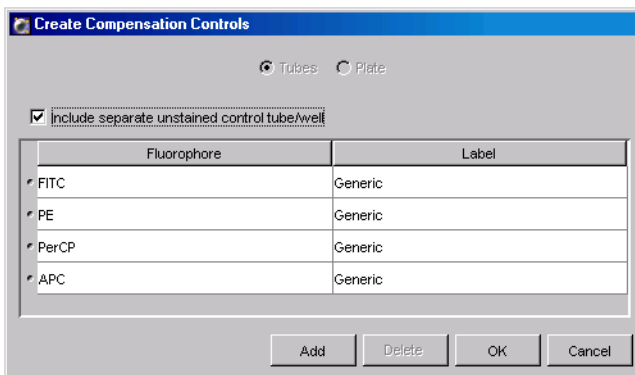 Create Compensation Controls
Tubes Plate
Include separate unstained control tube/well
Fluorophore Label
FITC Generic
PE Generic
PerCP Generic
APC Generic
Add Delete OK Cancel